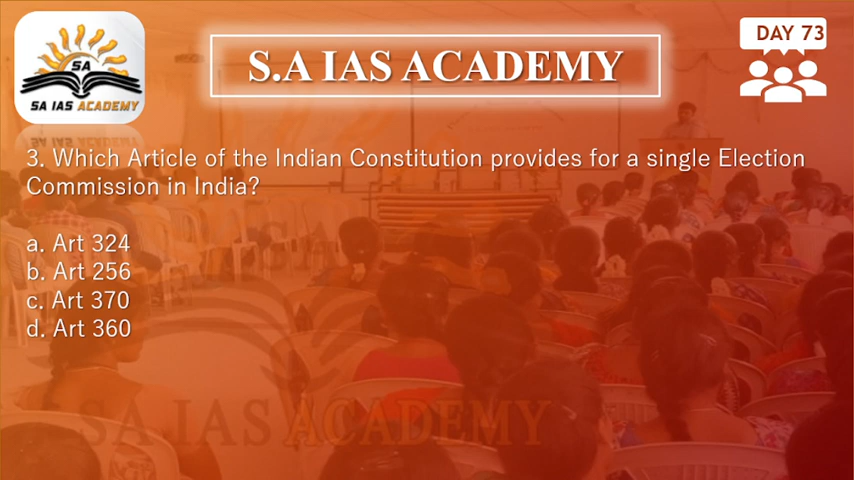 S.A IAS ACADEMY
DAY 73
SA
SA IAS ACADEMY
3. Which Article of the Indian Constitution provides for a single Election
Commission in India?
a. Art 324
b. Art 256
c. Art 370
d. Art 360
SA
SA IAS ACADEMY